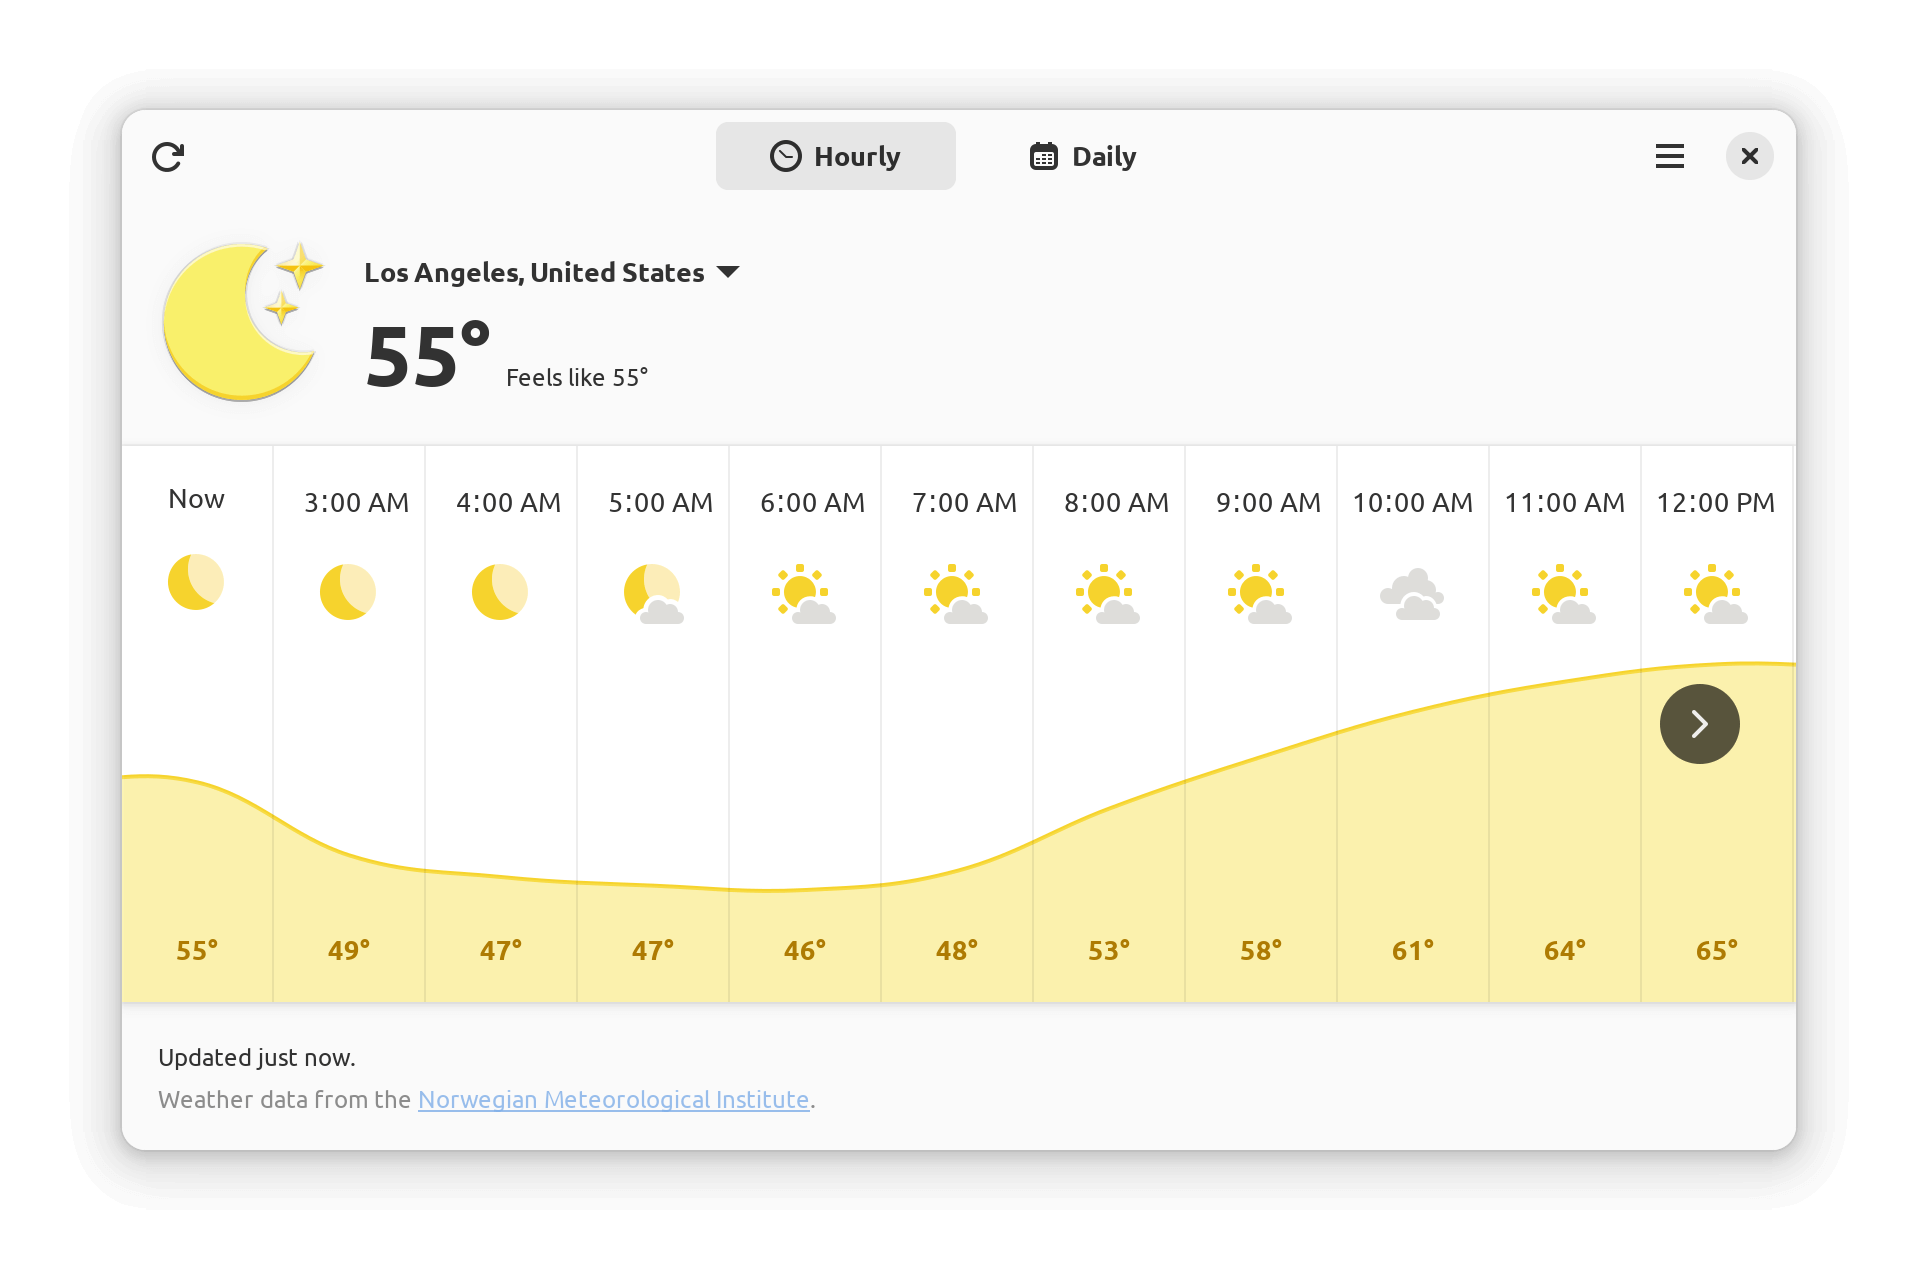 Hourly
Daily
Los Angeles, United States
55° Feels like 55°
Now 3:00 AM 4:00 AM 5:00 AM 6:00 AM 7:00 AM 8:00 AM 9:00 AM 10:00 AM 11:00 AM 12:00 PM
55° 49° 47° 47° 46° 48° 53° 58° 61° 64° 65°
Updated just now.
Weather data from the Norwegian Meteorological Institute.